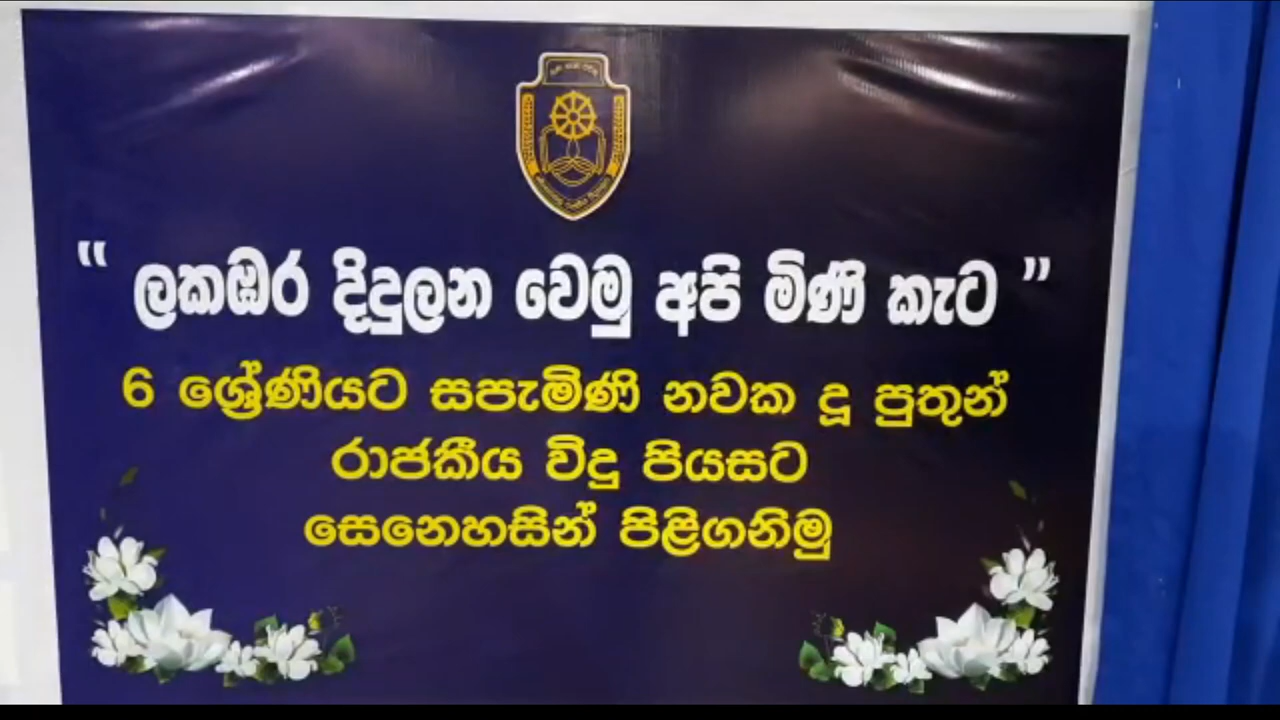 “ ලකඹර දිදුලන වෙමු අපි මිණි කැට ”
6 ශ්‍රේණියට සපැමිණි නවක දූ පුතුන්
රාජකීය විදු පියසට
සෙනෙහසින් පිළිගනිමු